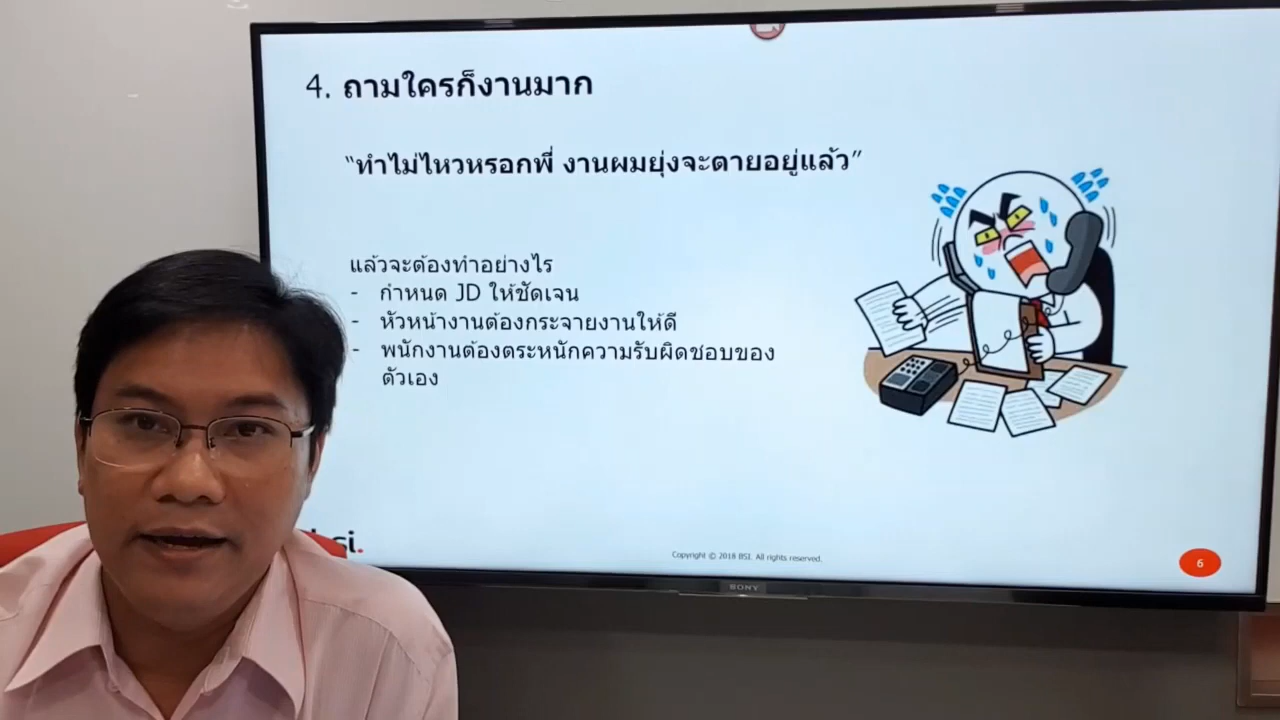 4. ถามใครก็งานมาก
“ทำไม่ไหวหรอกพี่ งานผมยุ่งจะตายอยู่แล้ว”
แล้วจะต้องทำอย่างไร
- กำหนด JD ให้ชัดเจน
- หัวหน้างานต้องกระจายงานให้ดี
- พนักงานต้องตระหนักความรับผิดชอบของ
ตัวเอง
bsi.
Copyright © 2018 BSI. All rights reserved.
6
SONY